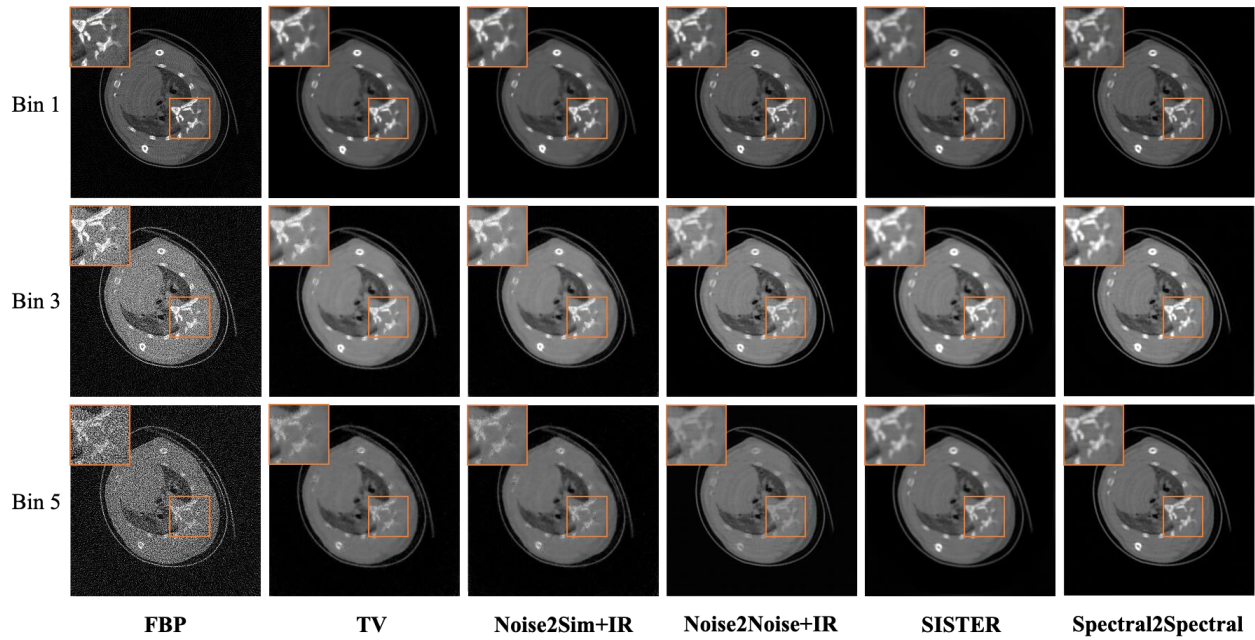 Bin 1
Bin 3
Bin 5
FBP TV Noise2Sim+IR Noise2Noise+IR SISTER Spectral2Spectral